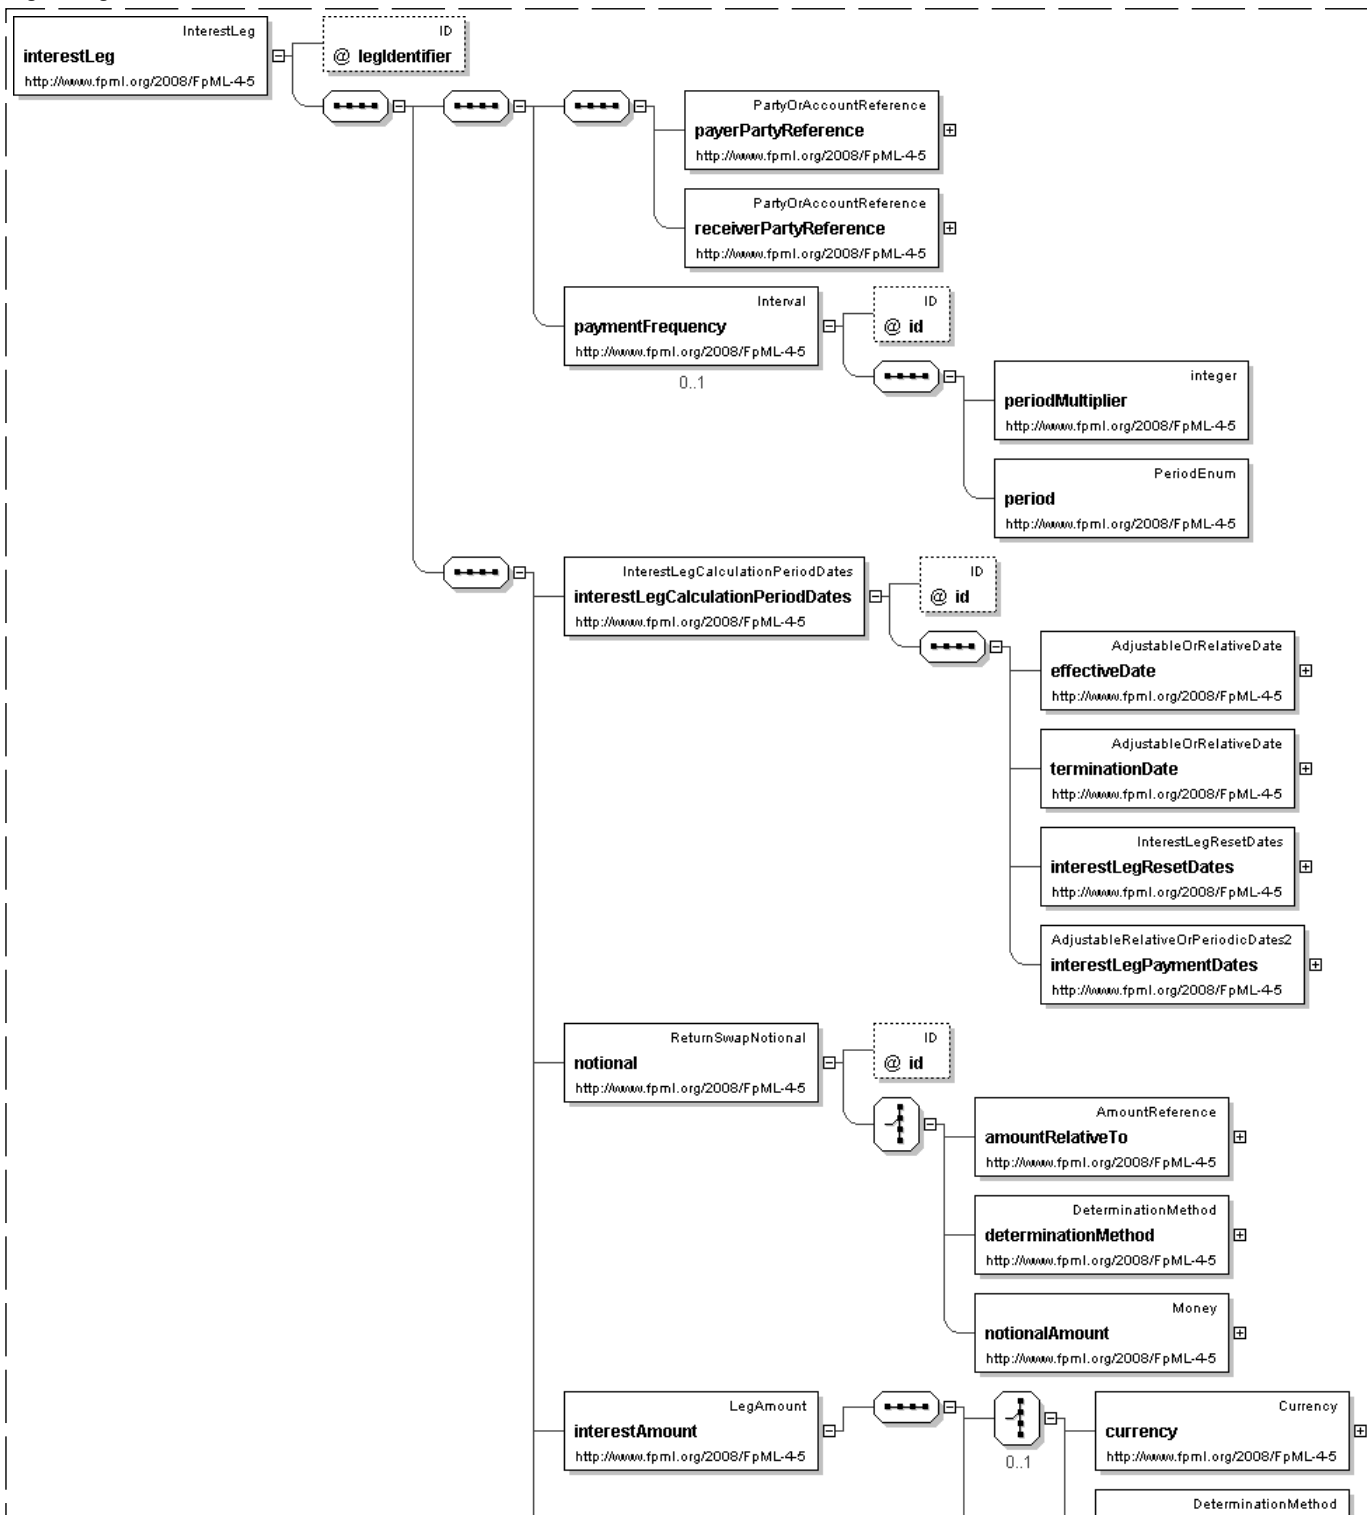 InterestLeg
interestLeg
http://www.fpml.org/2008/FpML-4-5
ID
@ legIdentifier
PartyOrAccountReference
payerPartyReference
http://www.fpml.org/2008/FpML-4-5
PartyOrAccountReference
receiverPartyReference
http://www.fpml.org/2008/FpML-4-5
Interval
paymentFrequency
http://www.fpml.org/2008/FpML-4-5
0..1
ID
@ id
integer
periodMultiplier
http://www.fpml.org/2008/FpML-4-5
PeriodEnum
period
http://www.fpml.org/2008/FpML-4-5
InterestLegCalculationPeriodDates
interestLegCalculationPeriodDates
http://www.fpml.org/2008/FpML-4-5
ID
@ id
AdjustableOrRelativeDate
effectiveDate
http://www.fpml.org/2008/FpML-4-5
AdjustableOrRelativeDate
terminationDate
http://www.fpml.org/2008/FpML-4-5
InterestLegResetDates
interestLegResetDates
http://www.fpml.org/2008/FpML-4-5
AdjustableRelativeOrPeriodicDates2
interestLegPaymentDates
http://www.fpml.org/2008/FpML-4-5
ReturnSwapNotional
notional
http://www.fpml.org/2008/FpML-4-5
ID
@ id
AmountReference
amountRelativeTo
http://www.fpml.org/2008/FpML-4-5
DeterminationMethod
determinationMethod
http://www.fpml.org/2008/FpML-4-5
Money
notionalAmount
http://www.fpml.org/2008/FpML-4-5
LegAmount
interestAmount
http://www.fpml.org/2008/FpML-4-5
0..1
Currency
currency
http://www.fpml.org/2008/FpML-4-5
DeterminationMethod